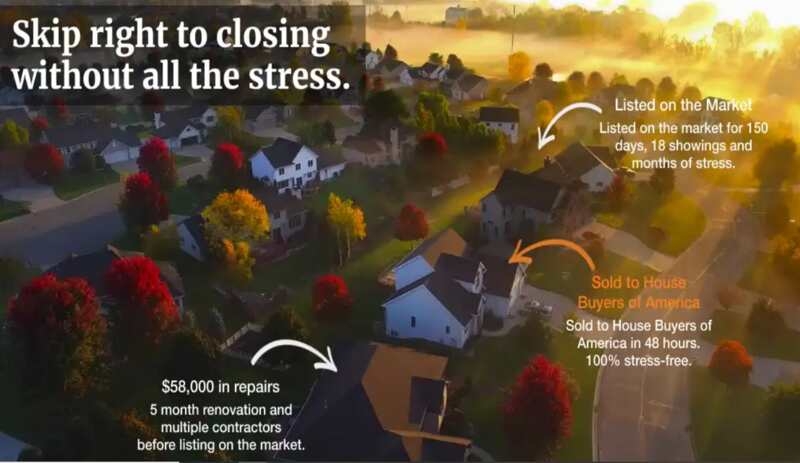 Skip right to closing
without all the stress.
Listed on the Market
Listed on the market for 150
days, 18 showings and
months of stress.
Sold to House
Buyers of America
Sold to House Buyers of
America in 48 hours.
100% stress-free.
$58,000 in repairs
5 month renovation and
multiple contractors
before listing on the market.